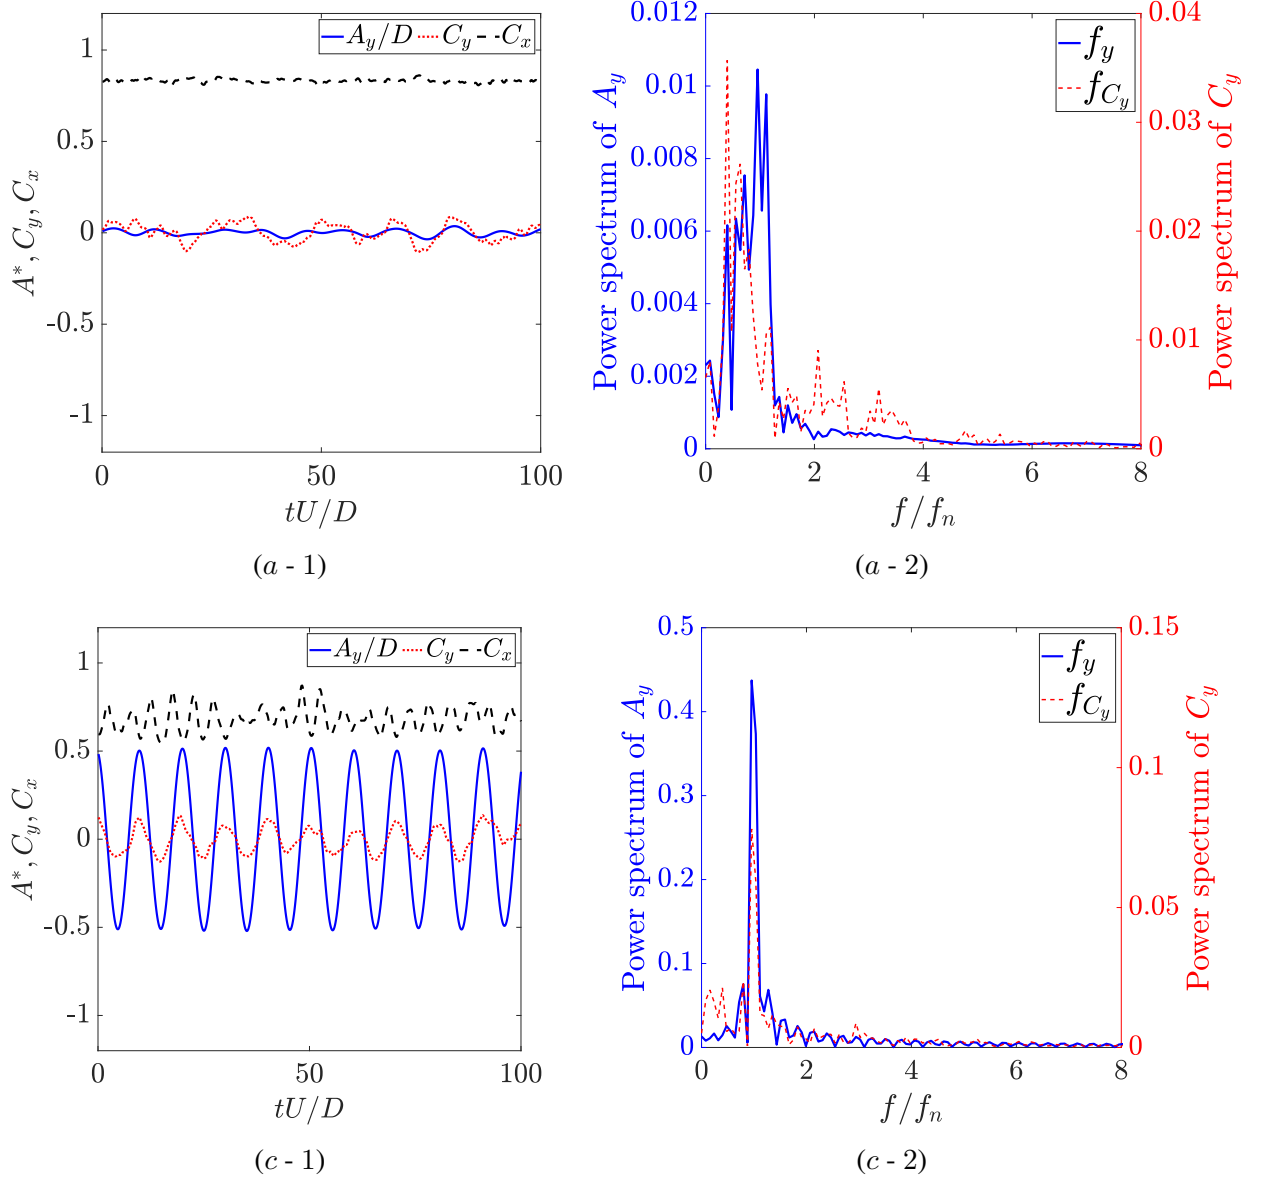 A_y/D C_y C_x
1
0.5
0
-0.5
-1
A*, C_y, C_x
0 50 100
tU/D
(a - 1)
f_y
f_{C_y}
0.012
0.01
0.008
0.006
0.004
0.002
0
Power spectrum of A_y
0.04
0.03
0.02
0.01
0
Power spectrum of C_y
0 2 4 6 8
f/f_n
(a - 2)
A_y/D C_y C_x
1
0.5
0
-0.5
-1
A*, C_y, C_x
0 50 100
tU/D
(c - 1)
f_y
f_{C_y}
0.5
0.4
0.3
0.2
0.1
0
Power spectrum of A_y
0.15
0.1
0.05
0
Power spectrum of C_y
0 2 4 6 8
f/f_n
(c - 2)